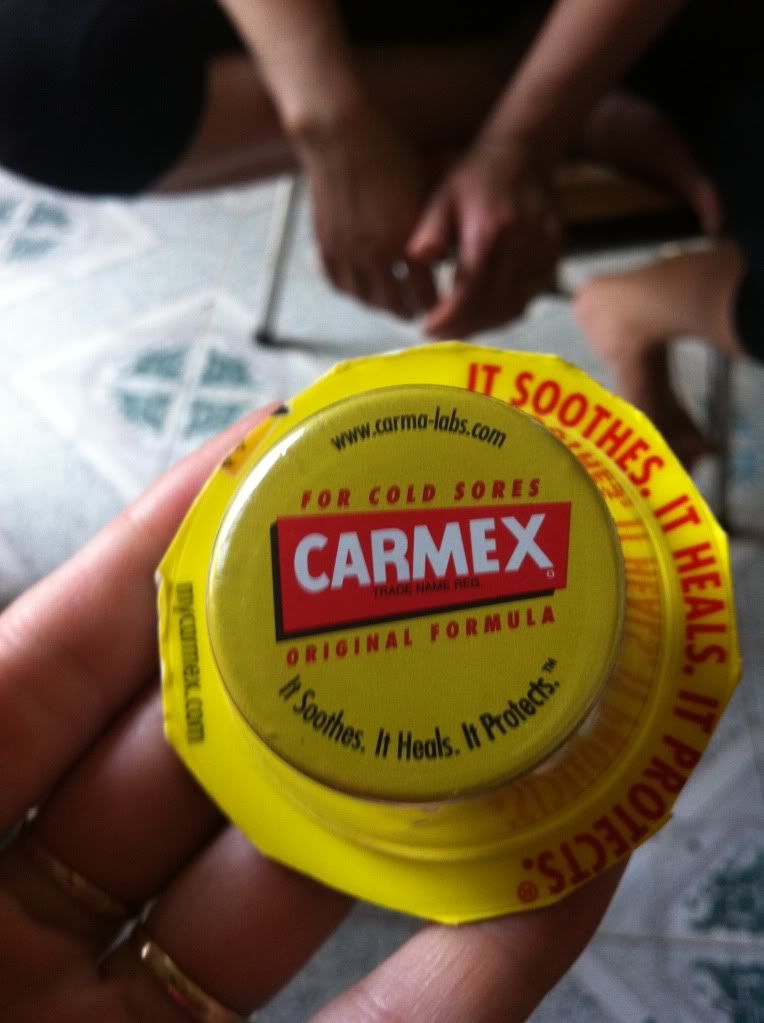 www.carma-labs.com
FOR COLD SORES
CARMEX
TRADE NAME REG.
ORIGINAL FORMULA
It Soothes. It Heals. It Protects.™
IT SOOTHES. IT HEALS. IT PROTECTS.®
mycarmex.com